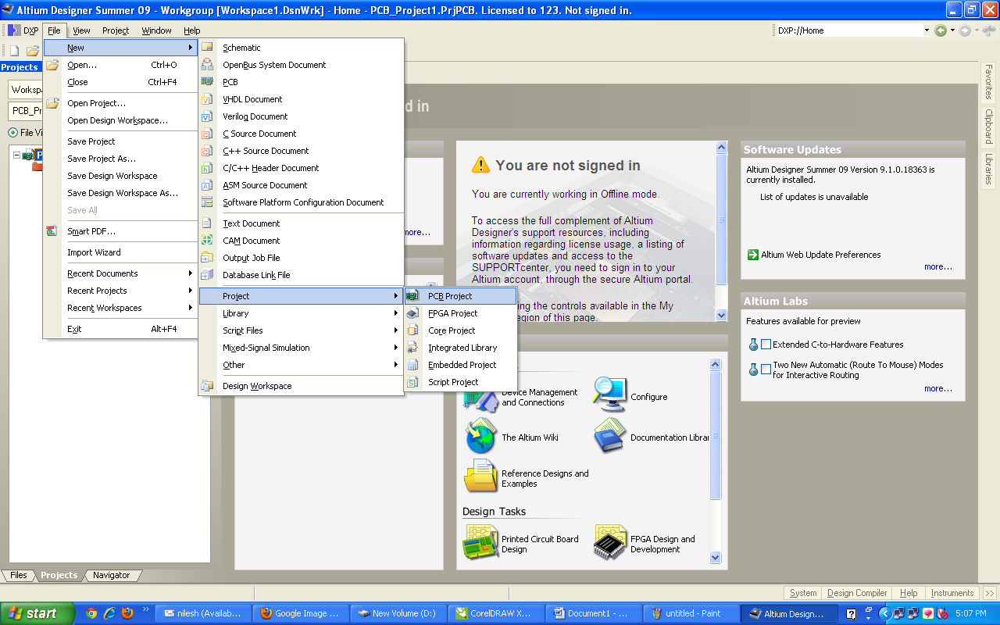 Altium Designer Summer 09 - Workgroup [Workspace1.DsnWrk] - Home - PCB_Project1.PrjPCB. Licensed to 123. Not signed in.
DXP File View Project Window Help
DXP://Home
Projects
New
Open... Ctrl+O
Close Ctrl+F4
Open Project...
Open Design Workspace...
Save Project
Save Project As...
Save Design Workspace
Save Design Workspace As...
Save All
Smart PDF...
Import Wizard
Recent Documents
Recent Projects
Recent Workspaces
Exit Alt+F4
Worksp
PCB_Pr
File Vi
Schematic
OpenBus System Document
PCB
VHDL Document
Verilog Document
C Source Document
C++ Source Document
C/C++ Header Document
ASM Source Document
Software Platform Configuration Document
Text Document
CAM Document
Output Job File
Database Link File
Project
Library
Script Files
Mixed-Signal Simulation
Other
Design Workspace
PCB Project
FPGA Project
Core Project
Integrated Library
Embedded Project
Script Project
d in
more...
You are not signed in
You are currently working in Offline mode.
To access the full complement of Altium
Designer's support resources, including
information regarding license usage, a listing of
software updates and access to the
SUPPORTcenter, you need to sign in to your
Altium account, through the secure Altium portal.
ing the controls available in the My
egion of this page.
Device Management
and Connections
Configure
The Altium Wiki
Documentation Librar
Reference Designs and
Examples
Design Tasks
Printed Circuit Board
Design
FPGA Design and
Development
Software Updates
Altium Designer Summer 09 Version 9.1.0.18363 is
currently installed.
List of updates is unavailable
Altium Web Update Preferences
more...
Altium Labs
Features available for preview
Extended C-to-Hardware Features
Two New Automatic (Route To Mouse) Modes
for Interactive Routing
more...
Favorites
Clipboard
Libraries
Files Projects Navigator
System Design Compiler Help Instruments >>
start
nilesh (Availab...
Google Image ...
New Volume (D:)
CorelDRAW X...
Document1 - ...
untitled - Paint
Altium Design...
5:07 PM